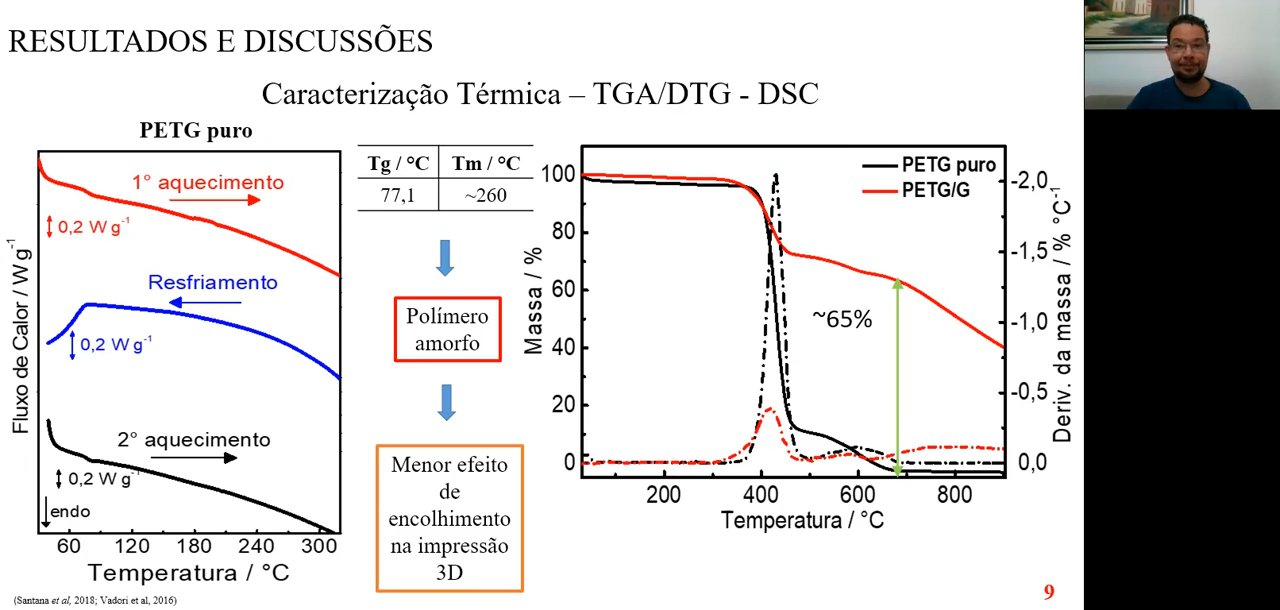 RESULTADOS E DISCUSSÕES
Caracterização Térmica – TGA/DTG - DSC
PETG puro
Fluxo de Calor / W g⁻¹
1° aquecimento
0,2 W g⁻¹
Resfriamento
0,2 W g⁻¹
2° aquecimento
0,2 W g⁻¹
endo
60 120 180 240 300
Temperatura / °C
Tg / °C Tm / °C
77,1 ~260
Polímero
amorfo
Menor efeito
de
encolhimento
na impressão
3D
Massa / %
100
80
60
40
20
0
PETG puro
PETG/G
~65%
-2,0
-1,5
-1,0
-0,5
0,0
Deriv. da massa / % °C⁻¹
200 400 600 800
Temperatura / °C
(Santana et al, 2018; Vadori et al, 2016)
9